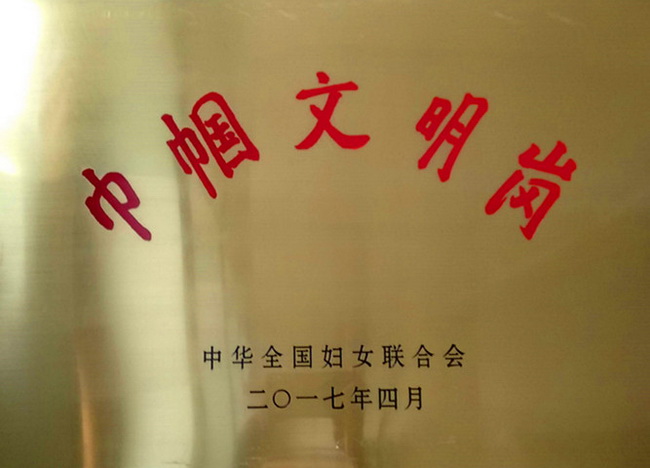 巾帼文明岗
中华全国妇女联合会
二〇一七年四月